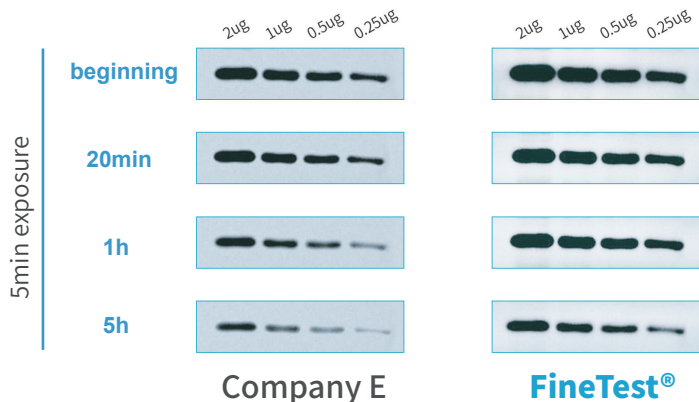 2ug 1ug 0.5ug 0.25ug 2ug 1ug 0.5ug 0.25ug
beginning
20min
1h
5h
5min exposure
Company E FineTest®